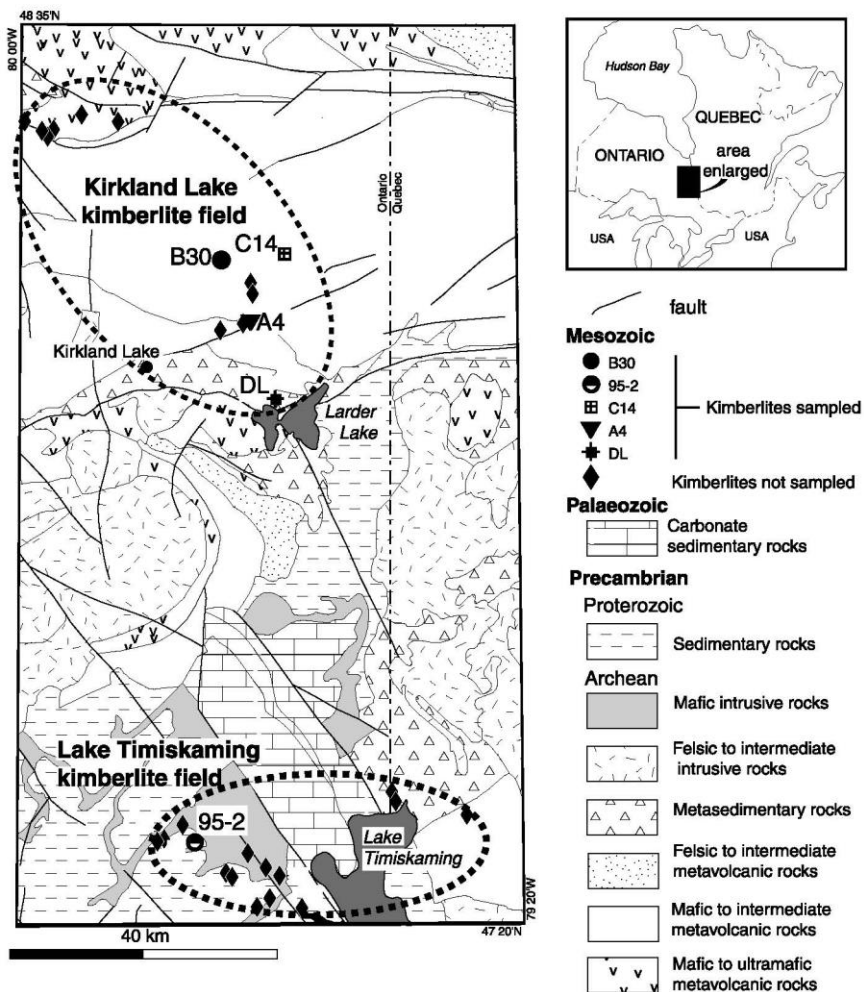 48 35'N
80 00'W
Kirkland Lake
kimberlite field
Ontario
Quebec
C14
B30
A4
Kirkland Lake
DL
Larder
Lake
Lake Timiskaming
kimberlite field
95-2
Lake
Timiskaming
79 20'W
47 20'N
40 km
Hudson Bay
QUEBEC
ONTARIO
area
enlarged
USA
USA
fault
Mesozoic
B30
95-2
C14
A4
DL
Kimberlites sampled
Kimberlites not sampled
Palaeozoic
Carbonate
sedimentary rocks
Precambrian
Proterozoic
Sedimentary rocks
Archean
Mafic intrusive rocks
Felsic to intermediate
intrusive rocks
Metasedimentary rocks
Felsic to intermediate
metavolcanic rocks
Mafic to intermediate
metavolcanic rocks
Mafic to ultramafic
metavolcanic rocks